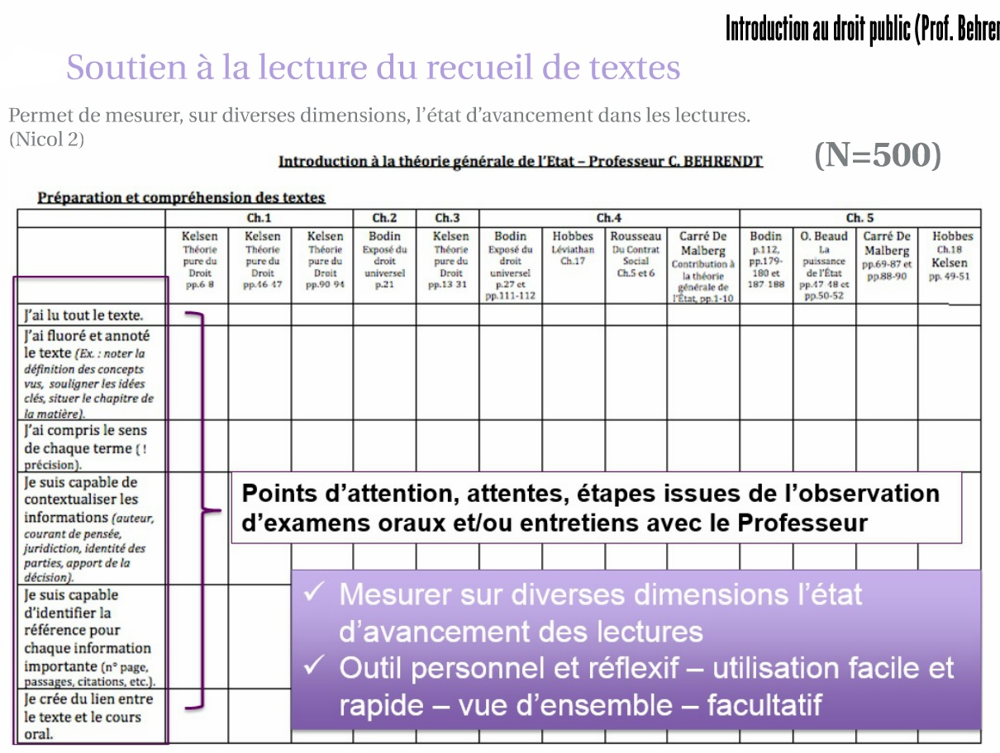 Introduction au droit public (Prof. Behren
Soutien à la lecture du recueil de textes
Permet de mesurer, sur diverses dimensions, l’état d’avancement dans les lectures.
(Nicol 2)
(N=500)
Introduction à la théorie générale de l’Etat – Professeur C. BEHRENDT
Préparation et compréhension des textes
Ch.1
Ch.2
Ch.3
Ch.4
Ch. 5
Kelsen
Théorie
pure du
Droit
pp.6 8
Kelsen
Théorie
pure du
Droit
pp.46 47
Kelsen
Théorie
pure du
Droit
pp.90 94
Bodin
Exposé du
droit
universel
p.21
Kelsen
Théorie
pure du
Droit
pp.13 31
Bodin
Exposé du
droit
universel
p.27 et
pp.111-112
Hobbes
Léviathan
Ch.17
Rousseau
Du Contrat
Social
Ch.5 et 6
Carré De
Malberg
Contribution à
la théorie
générale de
l’État, pp.1-10
Bodin
p.112,
pp.179-
180 et
187 188
O. Beaud
La
puissance
de l’État
pp.47 48 et
pp.50-52
Carré De
Malberg
pp.69-87 et
pp.88-90
Hobbes
Ch.18
Kelsen
pp. 49-51
J’ai lu tout le texte.
J’ai fluoré et annoté
le texte (Ex. : noter la
définition des concepts
vus, souligner les idées
clés, situer le chapitre de
la matière).
J’ai compris le sens
de chaque terme ( !
précision).
Je suis capable de
contextualiser les
informations (auteur,
courant de pensée,
juridiction, identité des
parties, apport de la
décision).
Je suis capable
d’identifier la
référence pour
chaque information
importante (n° page,
passages, citations, etc.).
Je crée du lien entre
le texte et le cours
oral.
Points d’attention, attentes, étapes issues de l’observation
d’examens oraux et/ou entretiens avec le Professeur
✓ Mesurer sur diverses dimensions l’état
d’avancement des lectures
✓ Outil personnel et réflexif – utilisation facile et
rapide – vue d’ensemble – facultatif